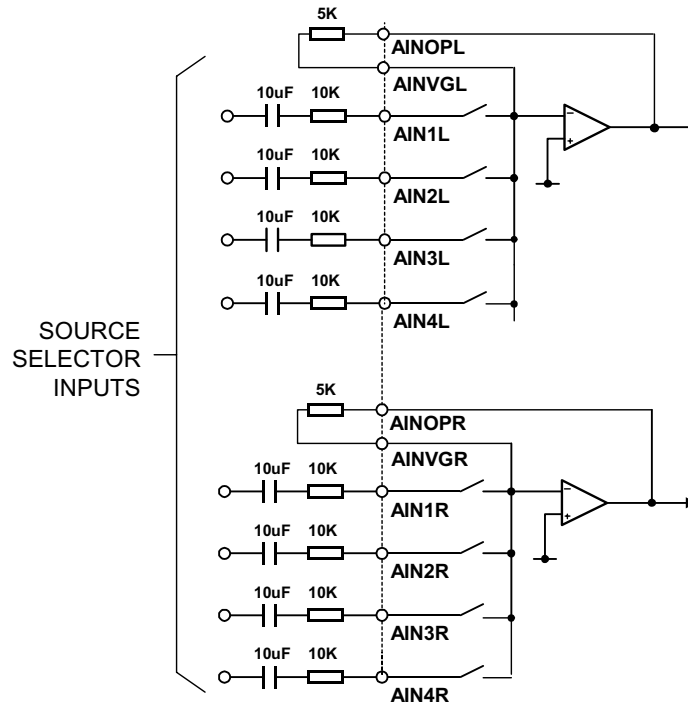 5K
AINOPL
AINVGL
10uF 10K
AIN1L
10uF 10K
AIN2L
10uF 10K
AIN3L
10uF 10K
AIN4L
SOURCE
SELECTOR
INPUTS
5K
AINOPR
AINVGR
10uF 10K
AIN1R
10uF 10K
AIN2R
10uF 10K
AIN3R
10uF 10K
AIN4R